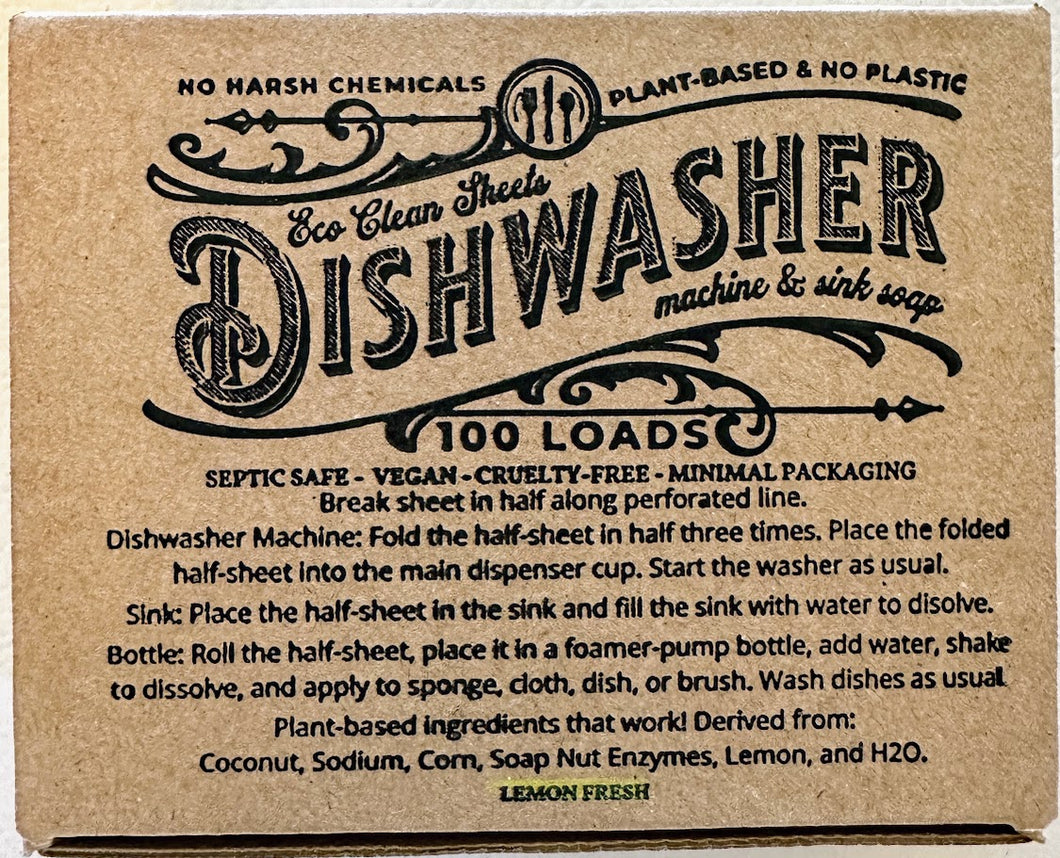 NO HARSH CHEMICALS
PLANT-BASED & NO PLASTIC
Eco Clean Sheets
DISHWASHER
machine & sink soap
100 LOADS
SEPTIC SAFE - VEGAN - CRUELTY-FREE - MINIMAL PACKAGING
Break sheet in half along perforated line.
Dishwasher Machine: Fold the half-sheet in half three times. Place the folded
half-sheet into the main dispenser cup. Start the washer as usual.
Sink: Place the half-sheet in the sink and fill the sink with water to disolve.
Bottle: Roll the half-sheet, place it in a foamer-pump bottle, add water, shake
to dissolve, and apply to sponge, cloth, dish, or brush. Wash dishes as usual
Plant-based ingredients that work! Derived from:
Coconut, Sodium, Corn, Soap Nut Enzymes, Lemon, and H2O.
LEMON FRESH